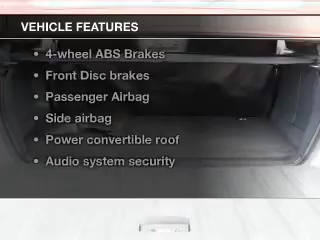 VEHICLE FEATURES
• 4-wheel ABS Brakes
• Front Disc brakes
• Passenger Airbag
• Side airbag
• Power convertible roof
• Audio system security